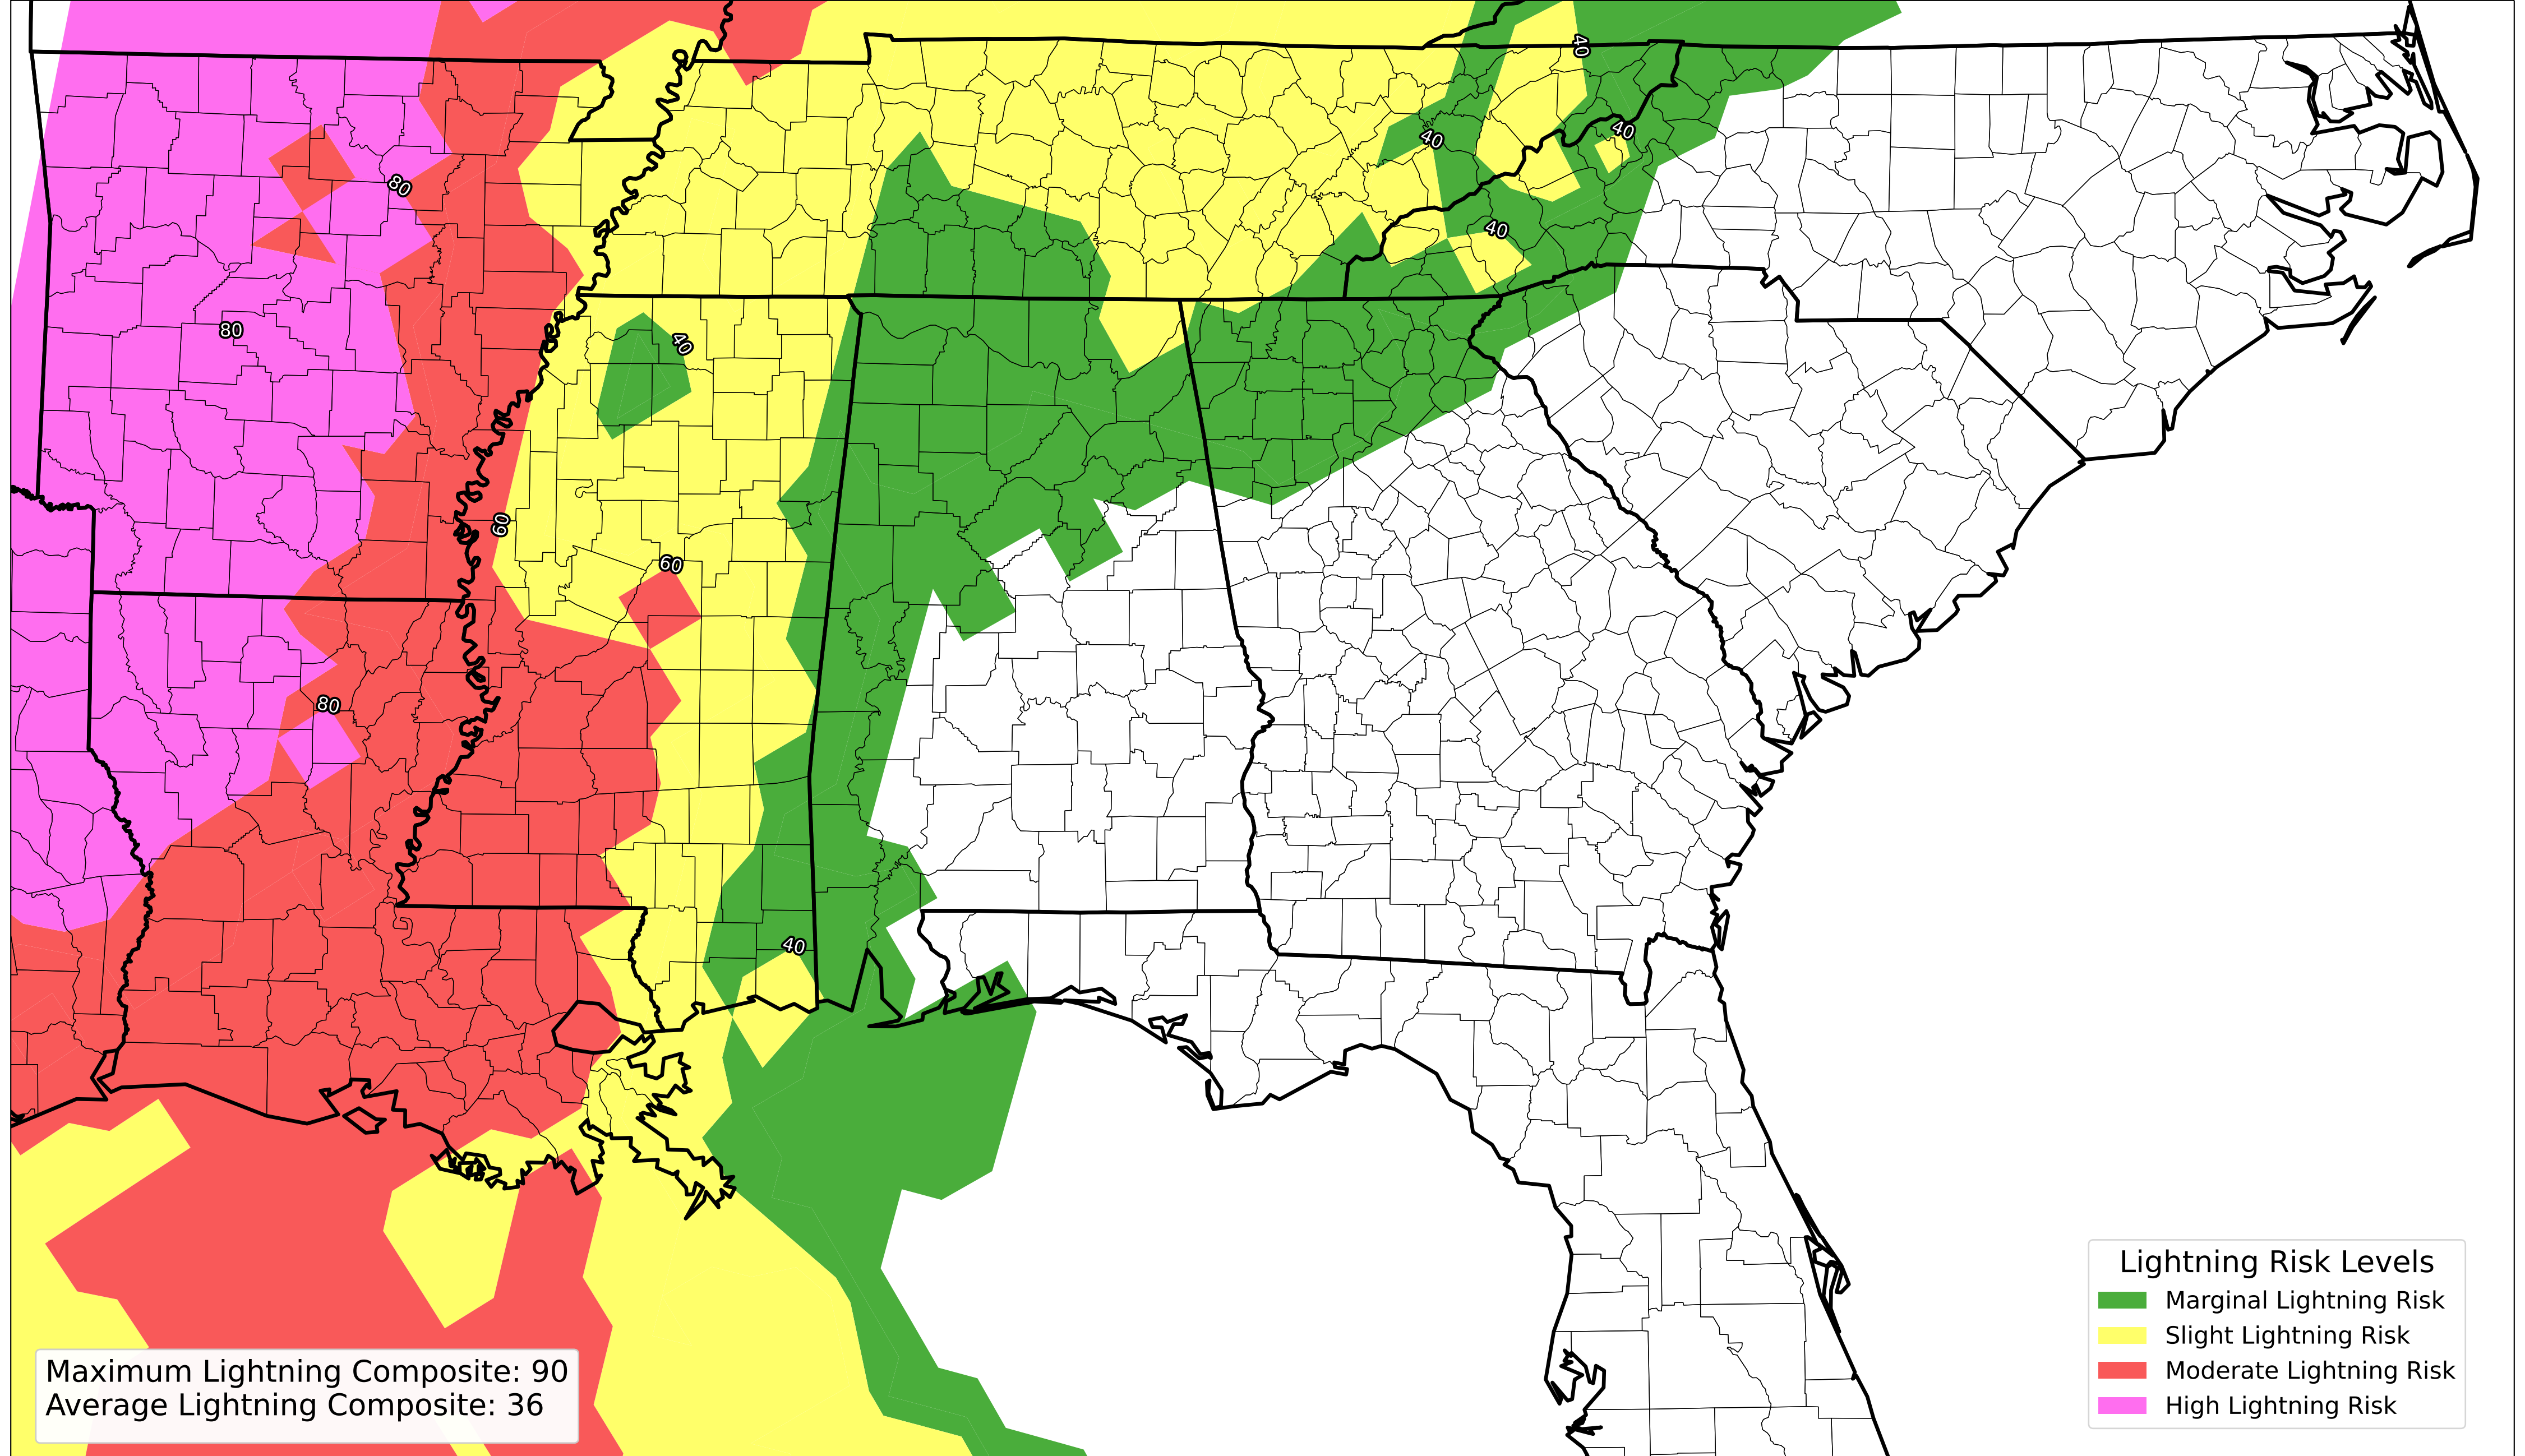 40
40
40
80
40
80
40
60
60
80
40
Lightning Risk Levels
Marginal Lightning Risk
Slight Lightning Risk
Moderate Lightning Risk
High Lightning Risk
Maximum Lightning Composite: 90
Average Lightning Composite: 36